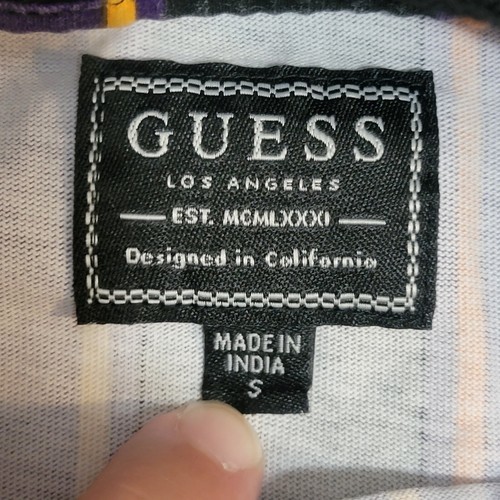 GUESS
LOS ANGELES
EST. MCMLXXXI
Designed in California
MADE IN
INDIA
S